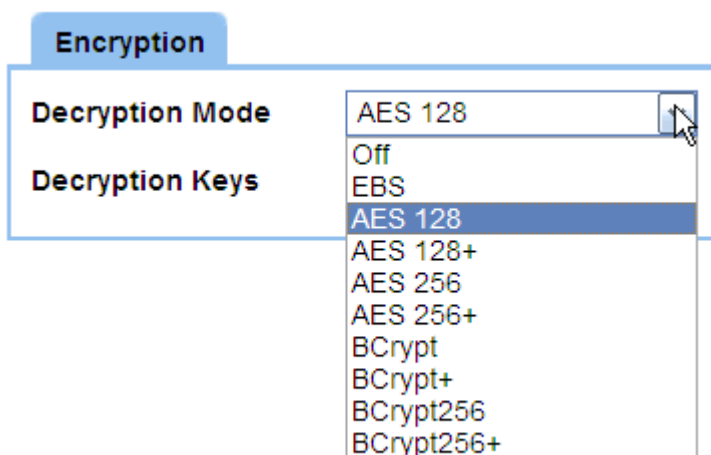 Encryption
Decryption Mode AES 128
Off
Decryption Keys
EBS
AES 128
AES 128+
AES 256
AES 256+
BCrypt
BCrypt+
BCrypt256
BCrypt256+